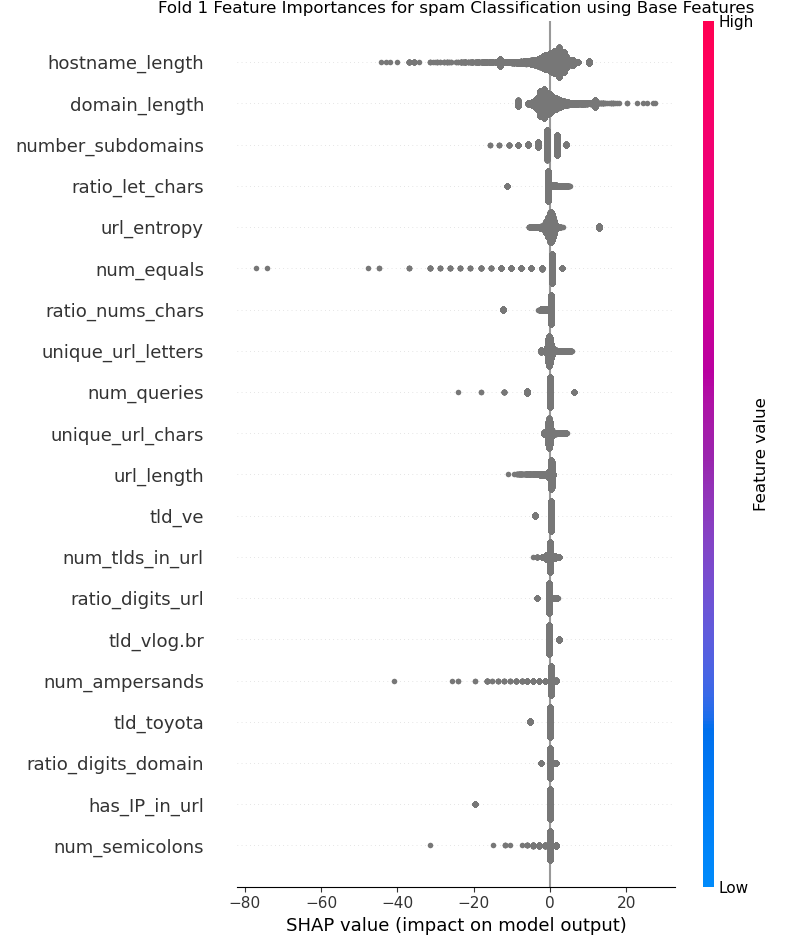 Fold 1 Feature Importances for spam Classification using Base Features
High
hostname_length
domain_length
number_subdomains
ratio_let_chars
url_entropy
num_equals
ratio_nums_chars
unique_url_letters
num_queries
unique_url_chars
url_length
tld_ve
num_tlds_in_url
ratio_digits_url
tld_vlog.br
num_ampersands
tld_toyota
ratio_digits_domain
has_IP_in_url
num_semicolons
Feature value
Low
−80 −60 −40 −20 0 20
SHAP value (impact on model output)